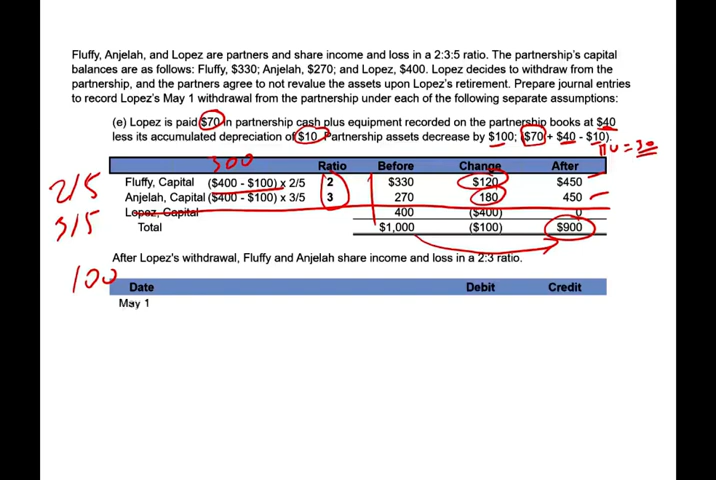 Fluffy, Anjelah, and Lopez are partners and share income and loss in a 2:3:5 ratio. The partnership's capital
balances are as follows: Fluffy, $330; Anjelah, $270; and Lopez, $400. Lopez decides to withdraw from the
partnership, and the partners agree to not revalue the assets upon Lopez's retirement. Prepare journal entries
to record Lopez's May 1 withdrawal from the partnership under each of the following separate assumptions:
(e) Lopez is paid $70 in partnership cash plus equipment recorded on the partnership books at $40
less its accumulated depreciation of $10. Partnership assets decrease by $100; ($70 + $40 - $10).
= 30
300
Ratio Before Change After
2/5 Fluffy, Capital ($400 - $100) x 2/5 2 $330 $120 $450
3/5 Anjelah, Capital ($400 - $100) x 3/5 3 270 180 450
Lopez, Capital 400 ($400) 0
Total $1,000 ($100) $900
After Lopez's withdrawal, Fluffy and Anjelah share income and loss in a 2:3 ratio.
100
Date Debit Credit
May 1